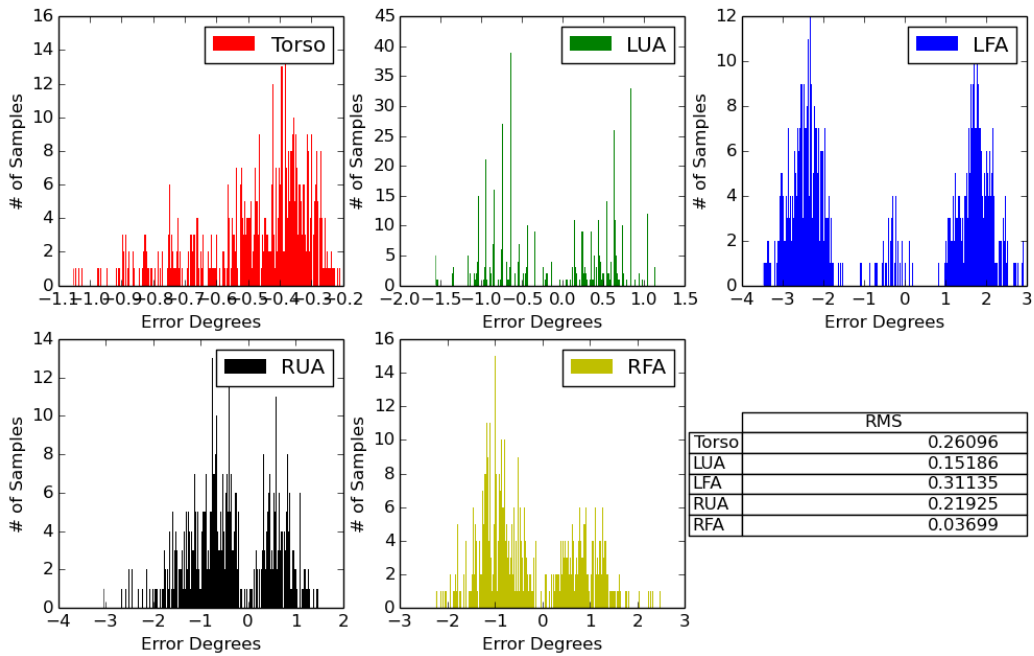 16
14
12
10
8
6
4
2
0
# of Samples
Torso
−1.1 −1.0 −0.9 −0.8 −0.7 −0.6 −0.5 −0.4 −0.3 −0.2
Error Degrees
45
40
35
30
25
20
15
10
5
0
# of Samples
LUA
−2.0 −1.5 −1.0 −0.5 0.0 0.5 1.0 1.5
Error Degrees
12
10
8
6
4
2
0
# of Samples
LFA
−4 −3 −2 −1 0 1 2 3
Error Degrees
14
12
10
8
6
4
2
0
# of Samples
RUA
−4 −3 −2 −1 0 1 2
Error Degrees
16
14
12
10
8
6
4
2
0
# of Samples
RFA
−3 −2 −1 0 1 2 3
Error Degrees
RMS
Torso 0.26096
LUA 0.15186
LFA 0.31135
RUA 0.21925
RFA 0.03699